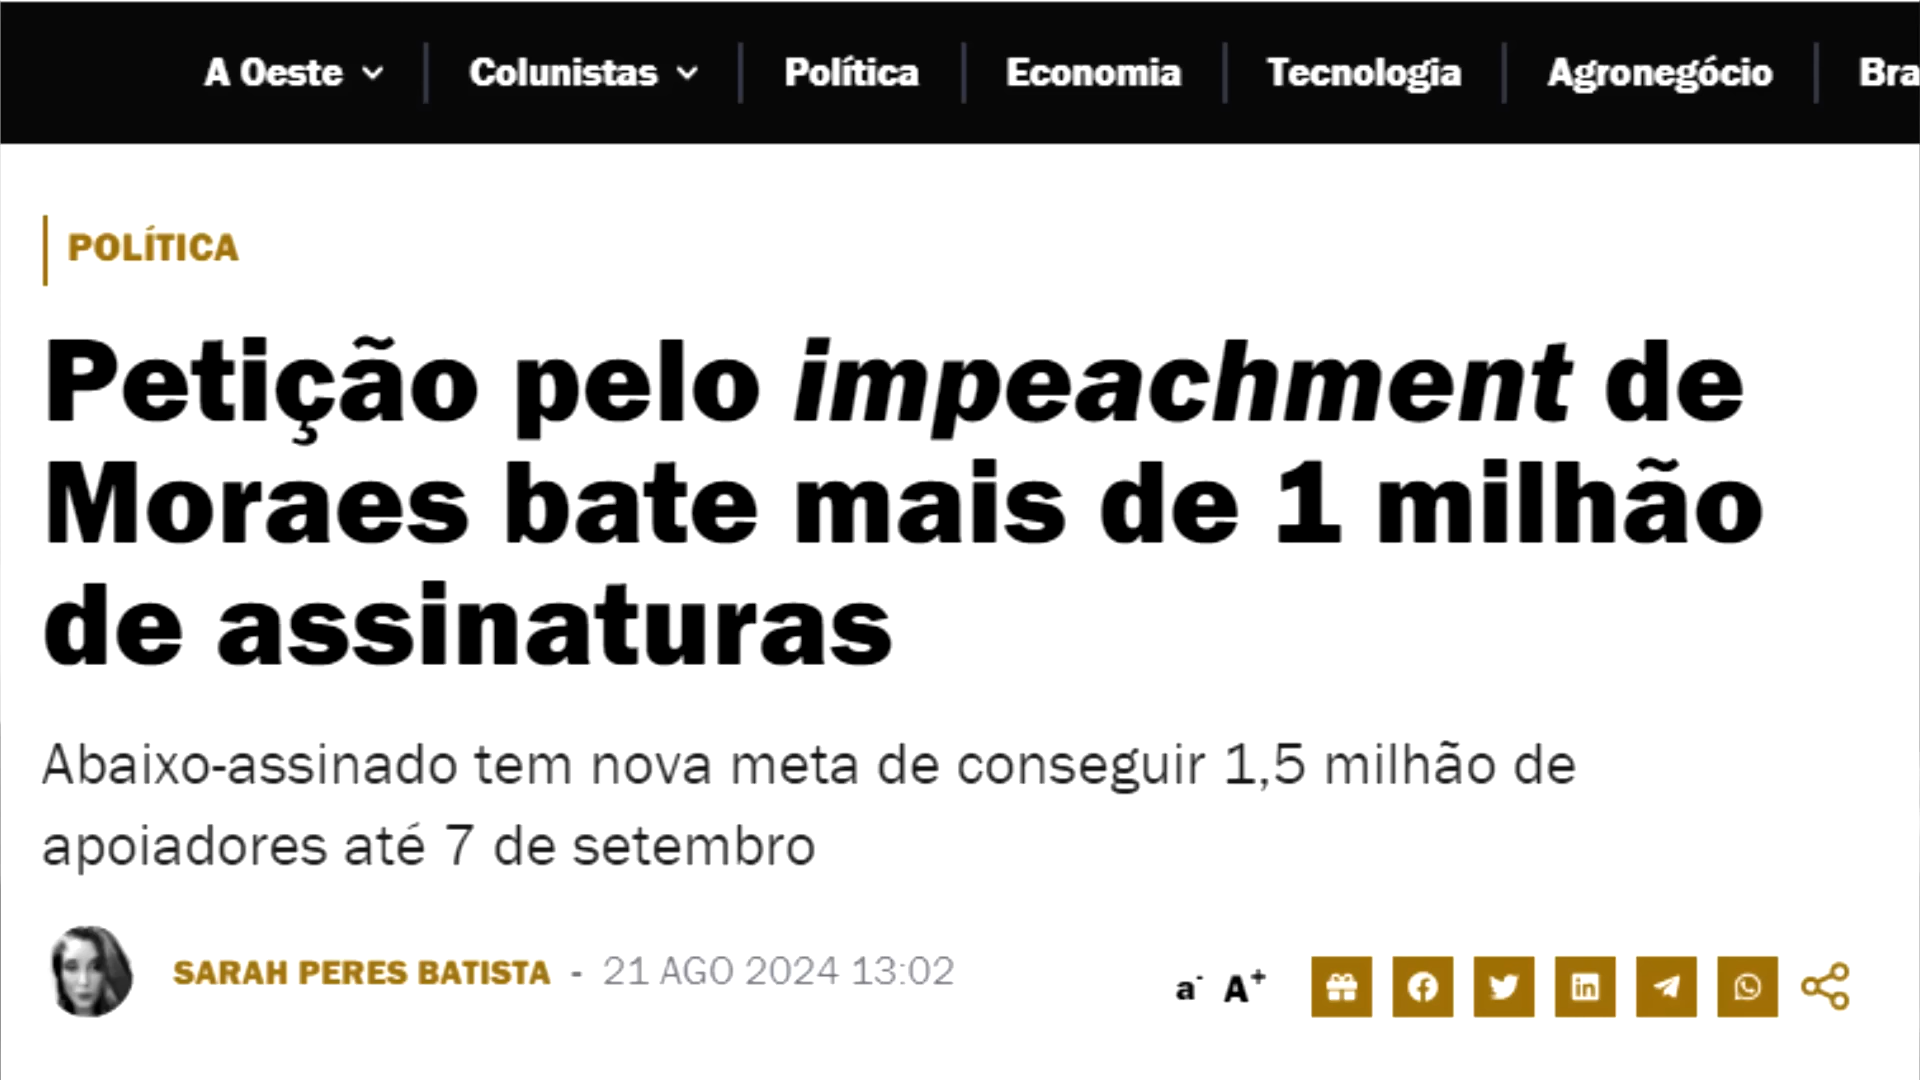 A Oeste Colunistas Política Economia Tecnologia Agronegócio Bra
POLÍTICA
Petição pelo impeachment de
Moraes bate mais de 1 milhão
de assinaturas
Abaixo-assinado tem nova meta de conseguir 1,5 milhão de
apoiadores até 7 de setembro
SARAH PERES BATISTA - 21 AGO 2024 13:02
a- A+